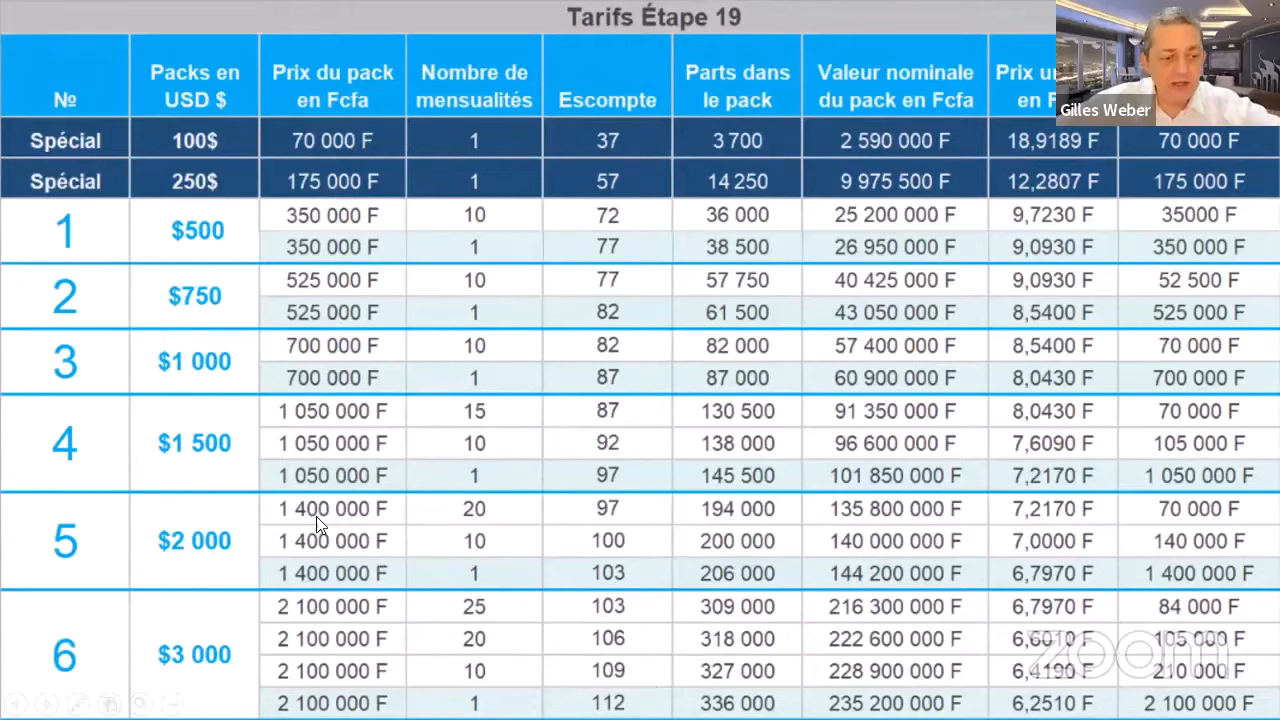 Tarifs Étape 19
№ Packs en USD $ Prix du pack en Fcfa Nombre de mensualités Escompte Parts dans le pack Valeur nominale du pack en Fcfa Prix en
Gilles Weber
Spécial 100$ 70 000 F 1 37 3 700 2 590 000 F 18,9189 F 70 000 F
Spécial 250$ 175 000 F 1 57 14 250 9 975 500 F 12,2807 F 175 000 F
1 $500 350 000 F 10 72 36 000 25 200 000 F 9,7230 F 35000 F
350 000 F 1 77 38 500 26 950 000 F 9,0930 F 350 000 F
2 $750 525 000 F 10 77 57 750 40 425 000 F 9,0930 F 52 500 F
525 000 F 1 82 61 500 43 050 000 F 8,5400 F 525 000 F
3 $1 000 700 000 F 10 82 82 000 57 400 000 F 8,5400 F 70 000 F
700 000 F 1 87 87 000 60 900 000 F 8,0430 F 700 000 F
4 $1 500 1 050 000 F 15 87 130 500 91 350 000 F 8,0430 F 70 000 F
1 050 000 F 10 92 138 000 96 600 000 F 7,6090 F 105 000 F
1 050 000 F 1 97 145 500 101 850 000 F 7,2170 F 1 050 000 F
5 $2 000 1 400 000 F 20 97 194 000 135 800 000 F 7,2170 F 70 000 F
1 400 000 F 10 100 200 000 140 000 000 F 7,0000 F 140 000 F
1 400 000 F 1 103 206 000 144 200 000 F 6,7970 F 1 400 000 F
6 $3 000 2 100 000 F 25 103 309 000 216 300 000 F 6,7970 F 84 000 F
2 100 000 F 20 106 318 000 222 600 000 F 6,6010 F 105 000 F
2 100 000 F 10 109 327 000 228 900 000 F 6,4190 F 210 000 F
2 100 000 F 1 112 336 000 235 200 000 F 6,2510 F 2 100 000 F
zoom